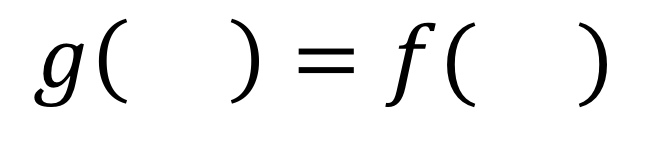 g(  ) = f(  )